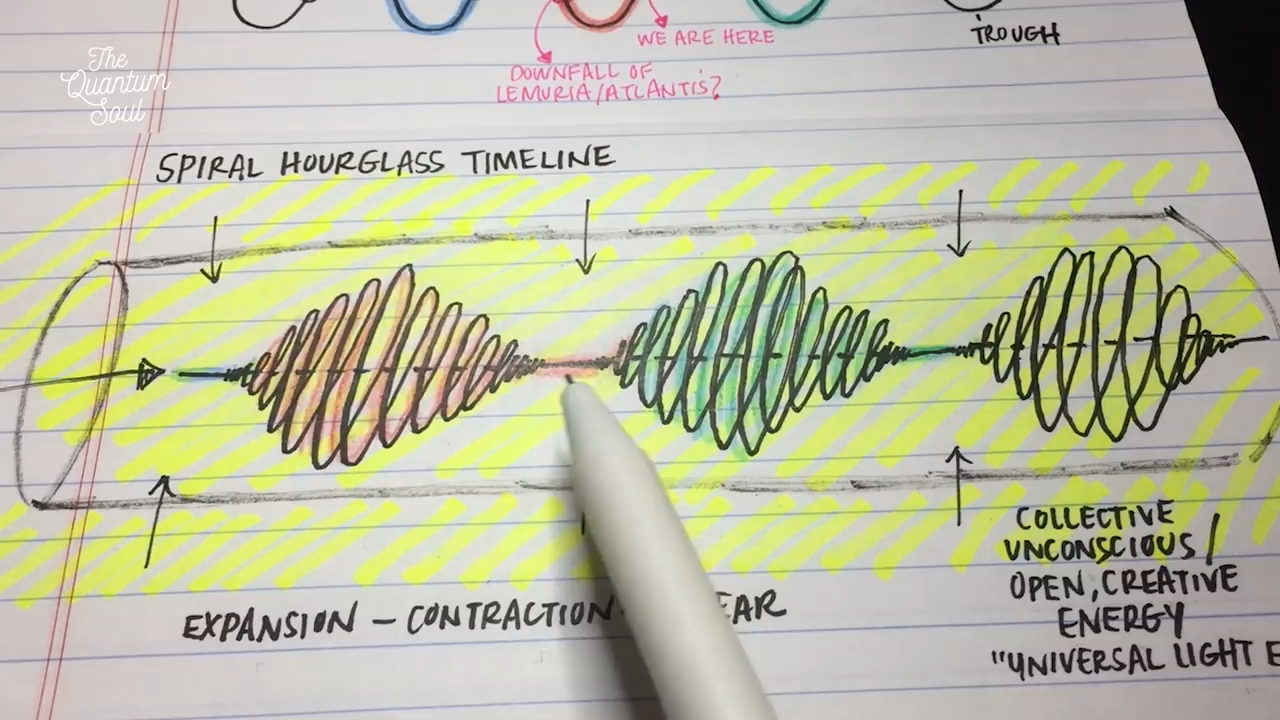 The
Quantum
Soul
WE ARE HERE
TROUGH
DOWNFALL OF
LEMURIA/ATLANTIS?
SPIRAL HOURGLASS TIMELINE
EXPANSION - CONTRACTION
COLLECTIVE
UNCONSCIOUS/
OPEN, CREATIVE
ENERGY
"UNIVERSAL LIGHT E